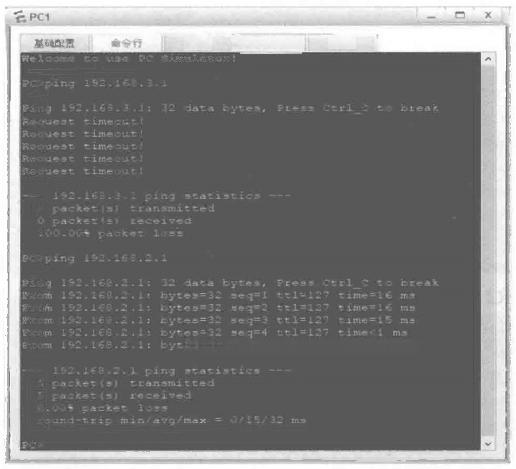 PC1
基础配置 命令行
Welcome to use PC Simulator!
PC>ping 192.168.3.1
Ping 192.168.3.1: 32 data bytes, Press Ctrl_C to break
Request timeout!
Request timeout!
Request timeout!
Request timeout!
Request timeout!
--- 192.168.3.1 ping statistics ---
packet(s) transmitted
0 packet(s) received
100.00% packet loss
PC>ping 192.168.2.1
Ping 192.168.2.1: 32 data bytes, Press Ctrl_C to break
From 192.168.2.1: bytes=32 seq=1 ttl=127 time=16 ms
From 192.168.2.1: bytes=32 seq=2 ttl=127 time=16 ms
From 192.168.2.1: bytes=32 seq=3 ttl=127 time=15 ms
From 192.168.2.1: bytes=32 seq=4 ttl=127 time<1 ms
From 192.168.2.1: byt
--- 192.168.2.1 ping statistics ---
5 packet(s) transmitted
5 packet(s) received
0.00% packet loss
round-trip min/avg/max = 0/15/32 ms
PC>